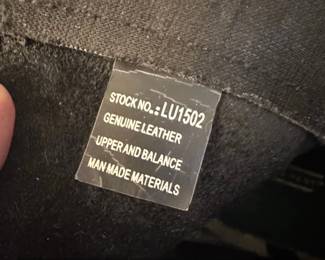 STOCK NO.: LU1502
GENUINE LEATHER
UPPER AND BALANCE
MAN MADE MATERIALS